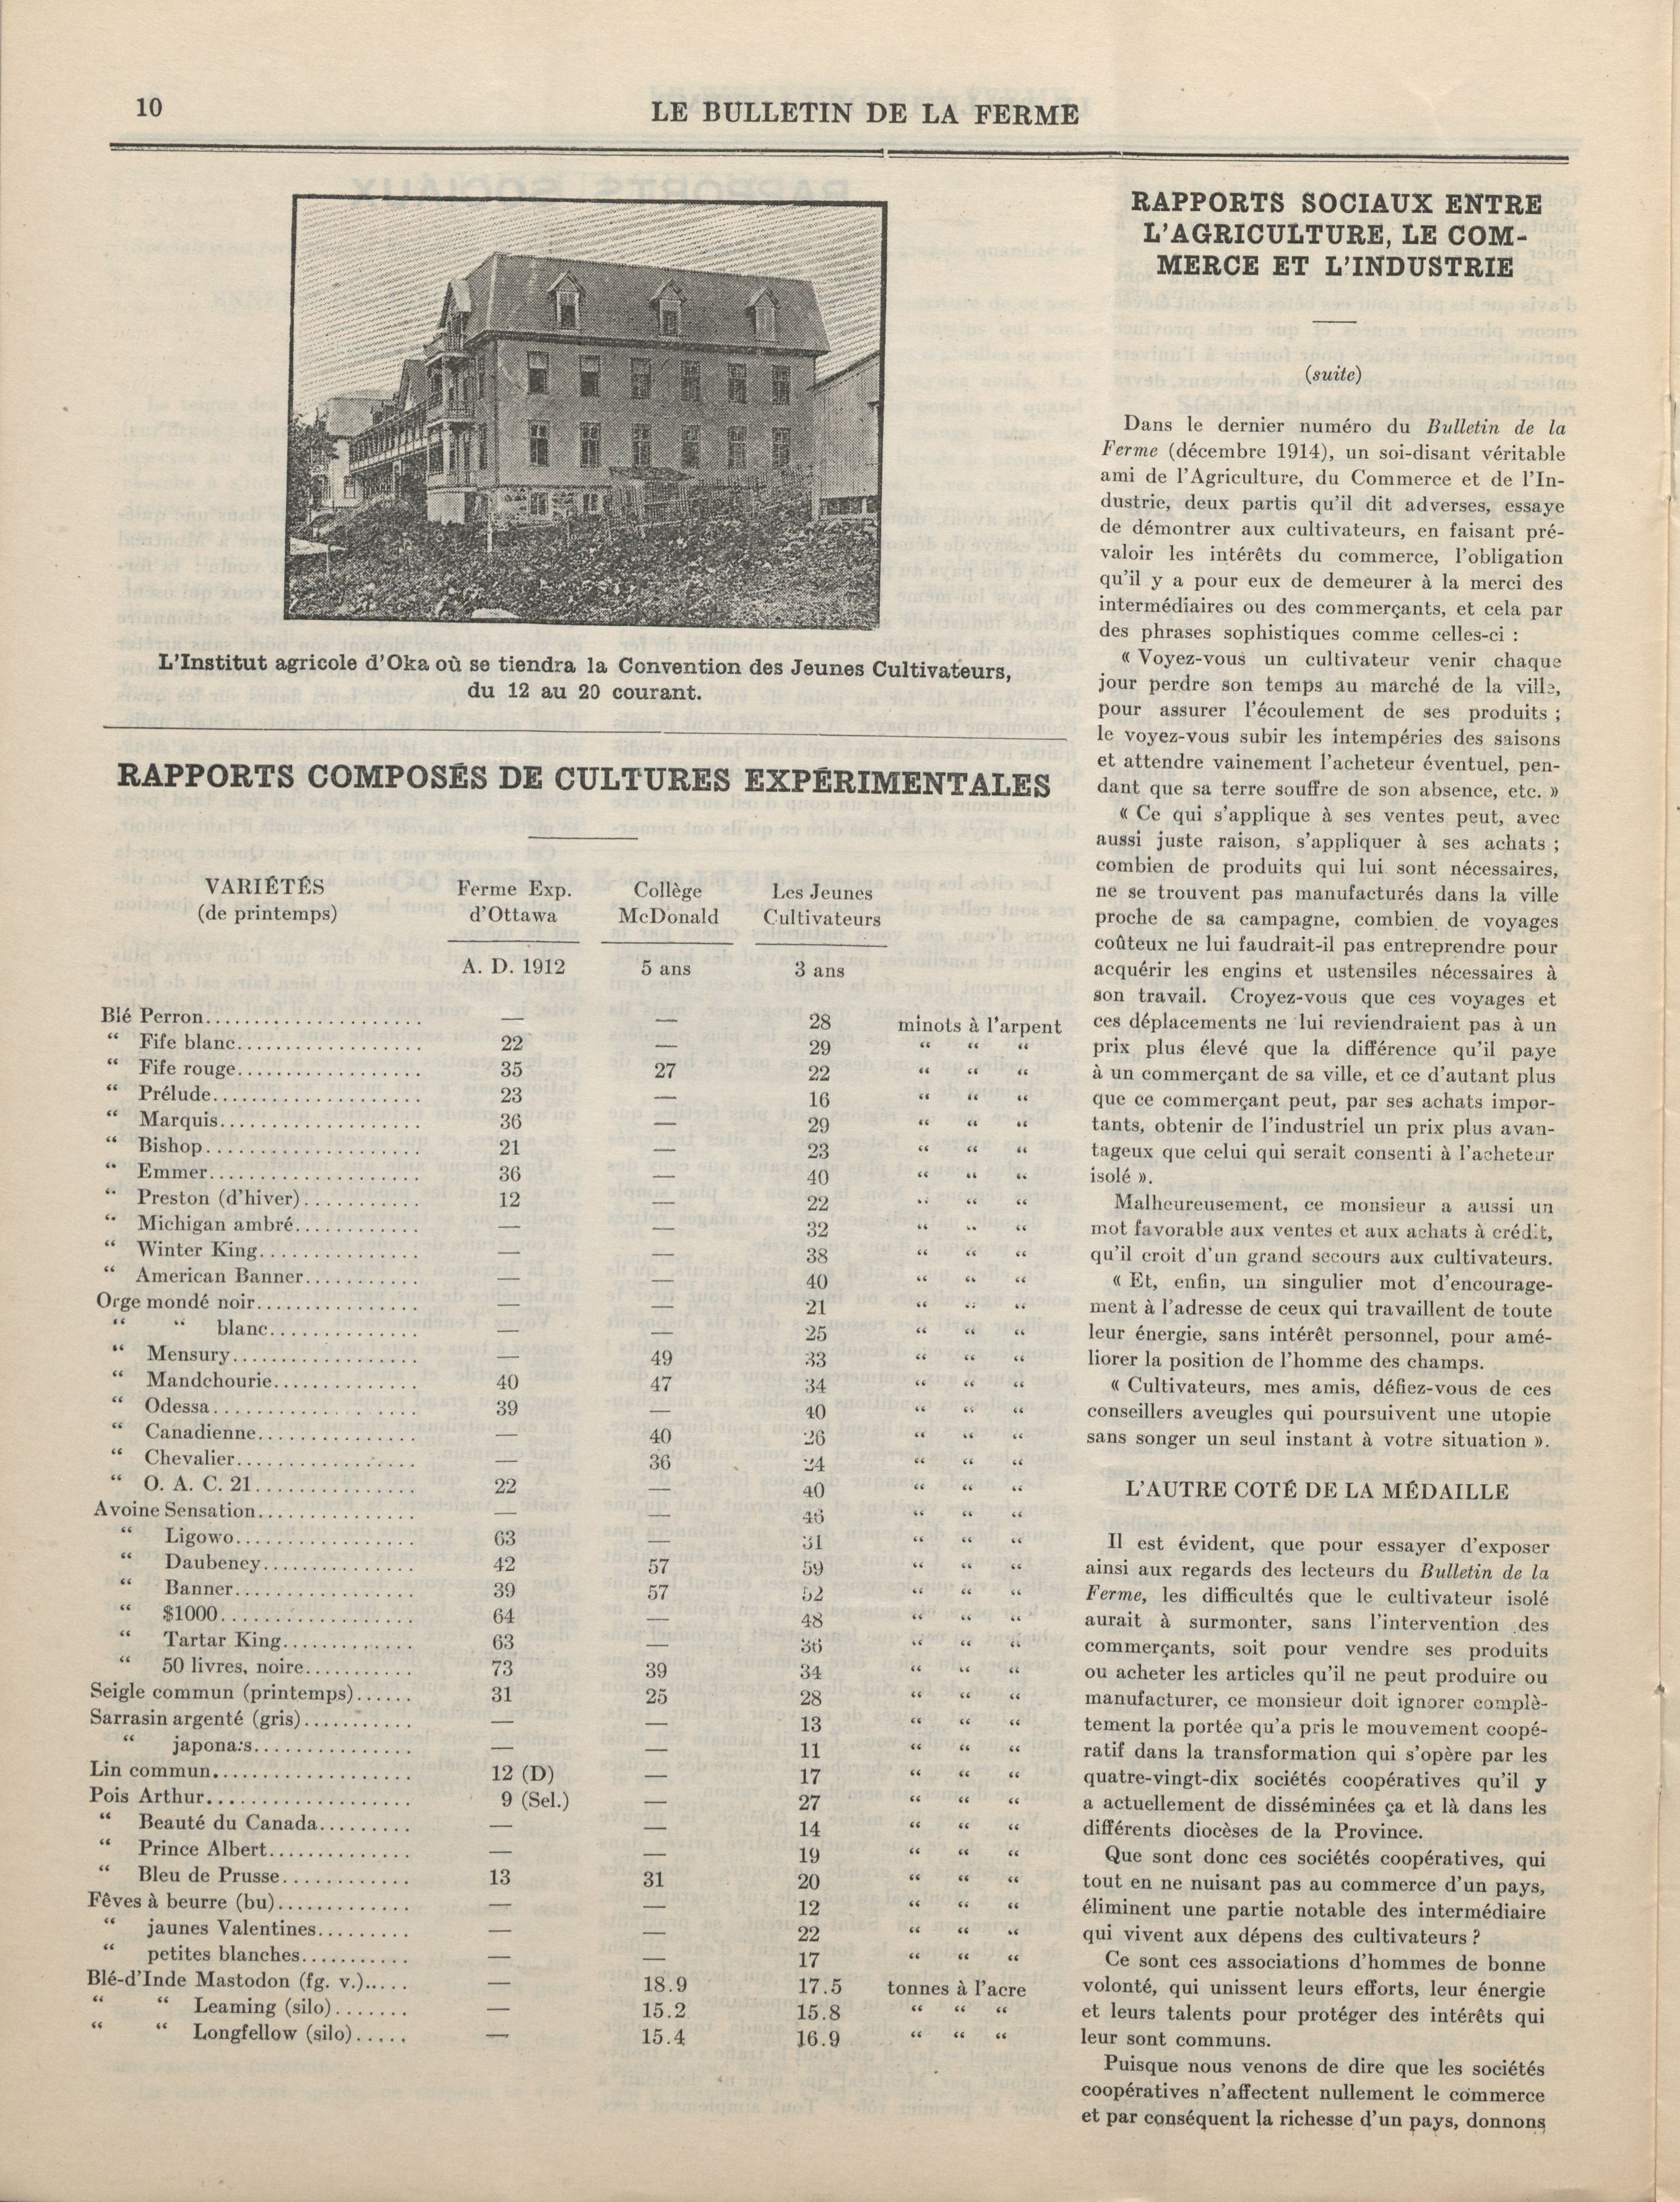 10
LE BULLETIN DE LA FERME
L'Institut agricole d'Oka où se tiendra la Convention des Jeunes Cultivateurs,
du 12 au 20 courant.
RAPPORTS COMPOSÉS DE CULTURES EXPÉRIMENTALES
VARIÉTÉS Ferme Exp. Collège Les Jeunes
(de printemps) d'Ottawa McDonald Cultivateurs
A. D. 1912 5 ans 3 ans
Blé Perron..................... — — 28 minots à l'arpent
“ Fife blanc.................. 22 — 29 “ “ “
“ Fife rouge.................. 35 27 22 “ “ “
“ Prélude.................... 23 — 16 “ “ “
“ Marquis.................... 36 — 29 “ “ “
“ Bishop..................... 21 — 23 “ “ “
“ Emmer..................... 36 — 40 “ “ “
“ Preston (d'hiver)........... 12 — 22 “ “ “
“ Michigan ambré............ — — 32 “ “ “
“ Winter King............... — — 38 “ “ “
“ American Banner........... — — 40 “ “ “
Orge mondé noir................ — — 21 “ “ “
“ “ blanc.............. — — 25 “ “ “
“ Mensury.................. — 49 33 “ “ “
“ Mandchourie.............. 40 47 34 “ “ “
“ Odessa.................... 39 — 40 “ “ “
“ Canadienne............... — 40 26 “ “ “
“ Chevalier................. — 36 24 “ “ “
“ O. A. C. 21............... 22 — 40 “ “ “
Avoine Sensation............... — — 46 “ “ “
“ Ligowo.................. 63 — 31 “ “ “
“ Daubeney............... 42 57 59 “ “ “
“ Banner.................. 39 57 52 “ “ “
“ $1000................... 64 — 48 “ “ “
“ Tartar King............. 63 — 36 “ “ “
“ 50 livres, noire........... 73 39 34 “ “ “
Seigle commun (printemps)...... 31 25 28 “ “ “
Sarrasin argenté (gris)........... — — 13 “ “ “
“ japonais............... — — 11 “ “ “
Lin commun................... 12 (D) — 17 “ “ “
Pois Arthur.................... 9 (Sel.) — 27 “ “ “
“ Beauté du Canada......... — — 14 “ “ “
“ Prince Albert.............. — — 19 “ “ “
“ Bleu de Prusse............ 13 31 20 “ “ “
Fêves à beurre (bu)............. — — 12 “ “ “
“ jaunes Valentines......... — — 22 “ “ “
“ petites blanches........... — — 17 “ “ “
Blé-d'Inde Mastodon (fg. v.)..... — 18.9 17.5 tonnes à l'acre
“ “ Leaming (silo)....... — 15.2 15.8 “ “ “
“ “ Longfellow (silo)..... — 15.4 16.9 “ “ “
RAPPORTS SOCIAUX ENTRE
L'AGRICULTURE, LE COM-
MERCE ET L'INDUSTRIE
(suite)
Dans le dernier numéro du Bulletin de la
Ferme (décembre 1914), un soi-disant véritable
ami de l'Agriculture, du Commerce et de l'In-
dustrie, deux partis qu'il dit adverses, essaye
de démontrer aux cultivateurs, en faisant pré-
valoir les intérêts du commerce, l'obligation
qu'il y a pour eux de demeurer à la merci des
intermédiaires ou des commerçants, et cela par
des phrases sophistiques comme celles-ci :
« Voyez-vous un cultivateur venir chaque
jour perdre son temps au marché de la ville,
pour assurer l'écoulement de ses produits ;
le voyez-vous subir les intempéries des saisons
et attendre vainement l'acheteur éventuel, pen-
dant que sa terre souffre de son absence, etc. »
« Ce qui s'applique à ses ventes peut, avec
aussi juste raison, s'appliquer à ses achats ;
combien de produits qui lui sont nécessaires,
ne se trouvent pas manufacturés dans la ville
proche de sa campagne, combien de voyages
coûteux ne lui faudrait-il pas entreprendre pour
acquérir les engins et ustensiles nécessaires à
son travail. Croyez-vous que ces voyages et
ces déplacements ne lui reviendraient pas à un
prix plus élevé que la différence qu'il paye
à un commerçant de sa ville, et ce d'autant plus
que ce commerçant peut, par ses achats impor-
tants, obtenir de l'industriel un prix plus avan-
tageux que celui qui serait consenti à l'acheteur
isolé ».
Malheureusement, ce monsieur a aussi un
mot favorable aux ventes et aux achats à crédit,
qu'il croit d'un grand secours aux cultivateurs.
« Et, enfin, un singulier mot d'encourage-
ment à l'adresse de ceux qui travaillent de toute
leur énergie, sans intérêt personnel, pour amé-
liorer la position de l'homme des champs.
« Cultivateurs, mes amis, défiez-vous de ces
conseillers aveugles qui poursuivent une utopie
sans songer un seul instant à votre situation ».
L'AUTRE COTÉ DE LA MÉDAILLE
Il est évident, que pour essayer d'exposer
ainsi aux regards des lecteurs du Bulletin de la
Ferme, les difficultés que le cultivateur isolé
aurait à surmonter, sans l'intervention des
commerçants, soit pour vendre ses produits
ou acheter les articles qu'il ne peut produire ou
manufacturer, ce monsieur doit ignorer complè-
tement la portée qu'a pris le mouvement coopé-
ratif dans la transformation qui s'opère par les
quatre-vingt-dix sociétés coopératives qu'il y
a actuellement de disséminées ça et là dans les
différents diocèses de la Province.
Que sont donc ces sociétés coopératives, qui
tout en ne nuisant pas au commerce d'un pays,
éliminent une partie notable des intermédiaire
qui vivent aux dépens des cultivateurs ?
Ce sont ces associations d'hommes de bonne
volonté, qui unissent leurs efforts, leur énergie
et leurs talents pour protéger des intérêts qui
leur sont communs.
Puisque nous venons de dire que les sociétés
coopératives n'affectent nullement le commerce
et par conséquent la richesse d'un pays, donnons